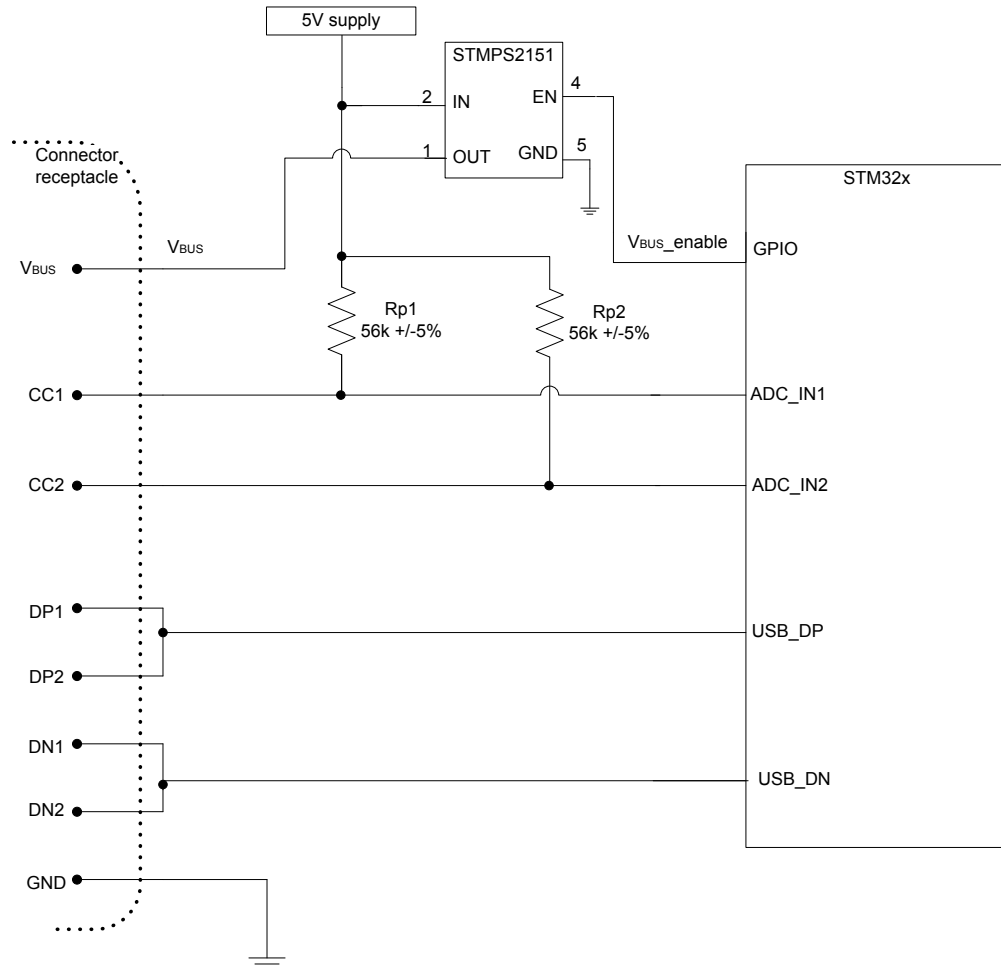 5V supply
STMPS2151
2 IN
EN 4
1 OUT
GND 5
Connector
receptacle
STM32x
VBUS
VBUS
VBUS_enable
GPIO
Rp1
56k +/-5%
Rp2
56k +/-5%
CC1
ADC_IN1
CC2
ADC_IN2
DP1
USB_DP
DP2
DN1
USB_DN
DN2
GND